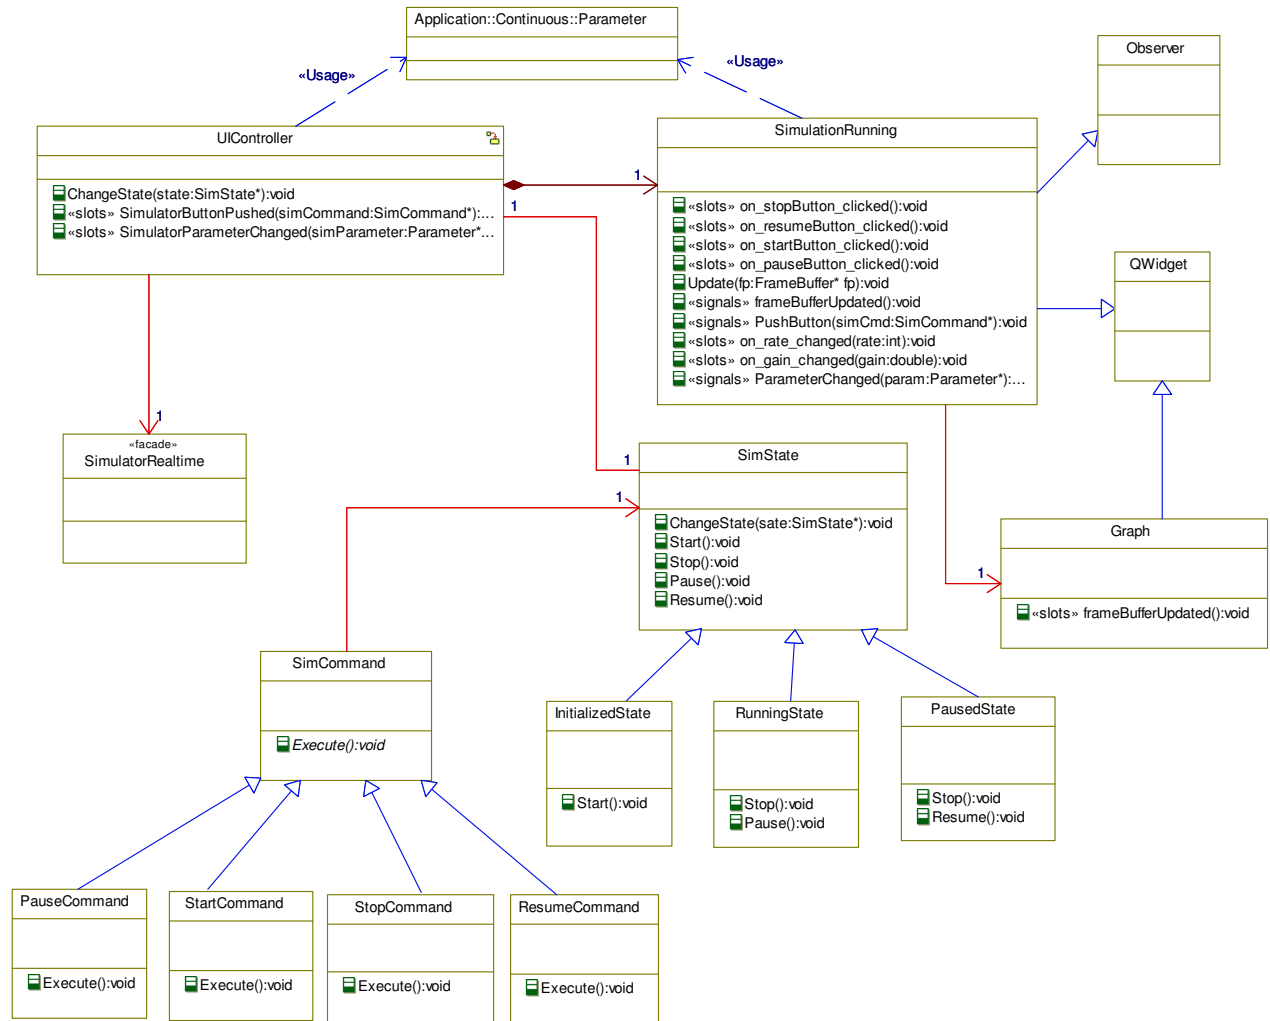 Application::Continuous::Parameter
«Usage»
«Usage»
Observer
UIController
ChangeState(state:SimState*):void
«slots» SimulatorButtonPushed(simCommand:SimCommand*):...
«slots» SimulatorParameterChanged(simParameter:Parameter*...
1
1
SimulationRunning
«slots» on_stopButton_clicked():void
«slots» on_resumeButton_clicked():void
«slots» on_startButton_clicked():void
«slots» on_pauseButton_clicked():void
Update(fp:FrameBuffer* fp):void
«signals» frameBufferUpdated():void
«signals» PushButton(simCmd:SimCommand*):void
«slots» on_rate_changed(rate:int):void
«slots» on_gain_changed(gain:double):void
«signals» ParameterChanged(param:Parameter*):...
QWidget
1
«facade»
SimulatorRealtime
1
1
SimState
ChangeState(sate:SimState*):void
Start():void
Stop():void
Pause():void
Resume():void
1
Graph
«slots» frameBufferUpdated():void
SimCommand
Execute():void
InitializedState
Start():void
RunningState
Stop():void
Pause():void
PausedState
Stop():void
Resume():void
PauseCommand
Execute():void
StartCommand
Execute():void
StopCommand
Execute():void
ResumeCommand
Execute():void